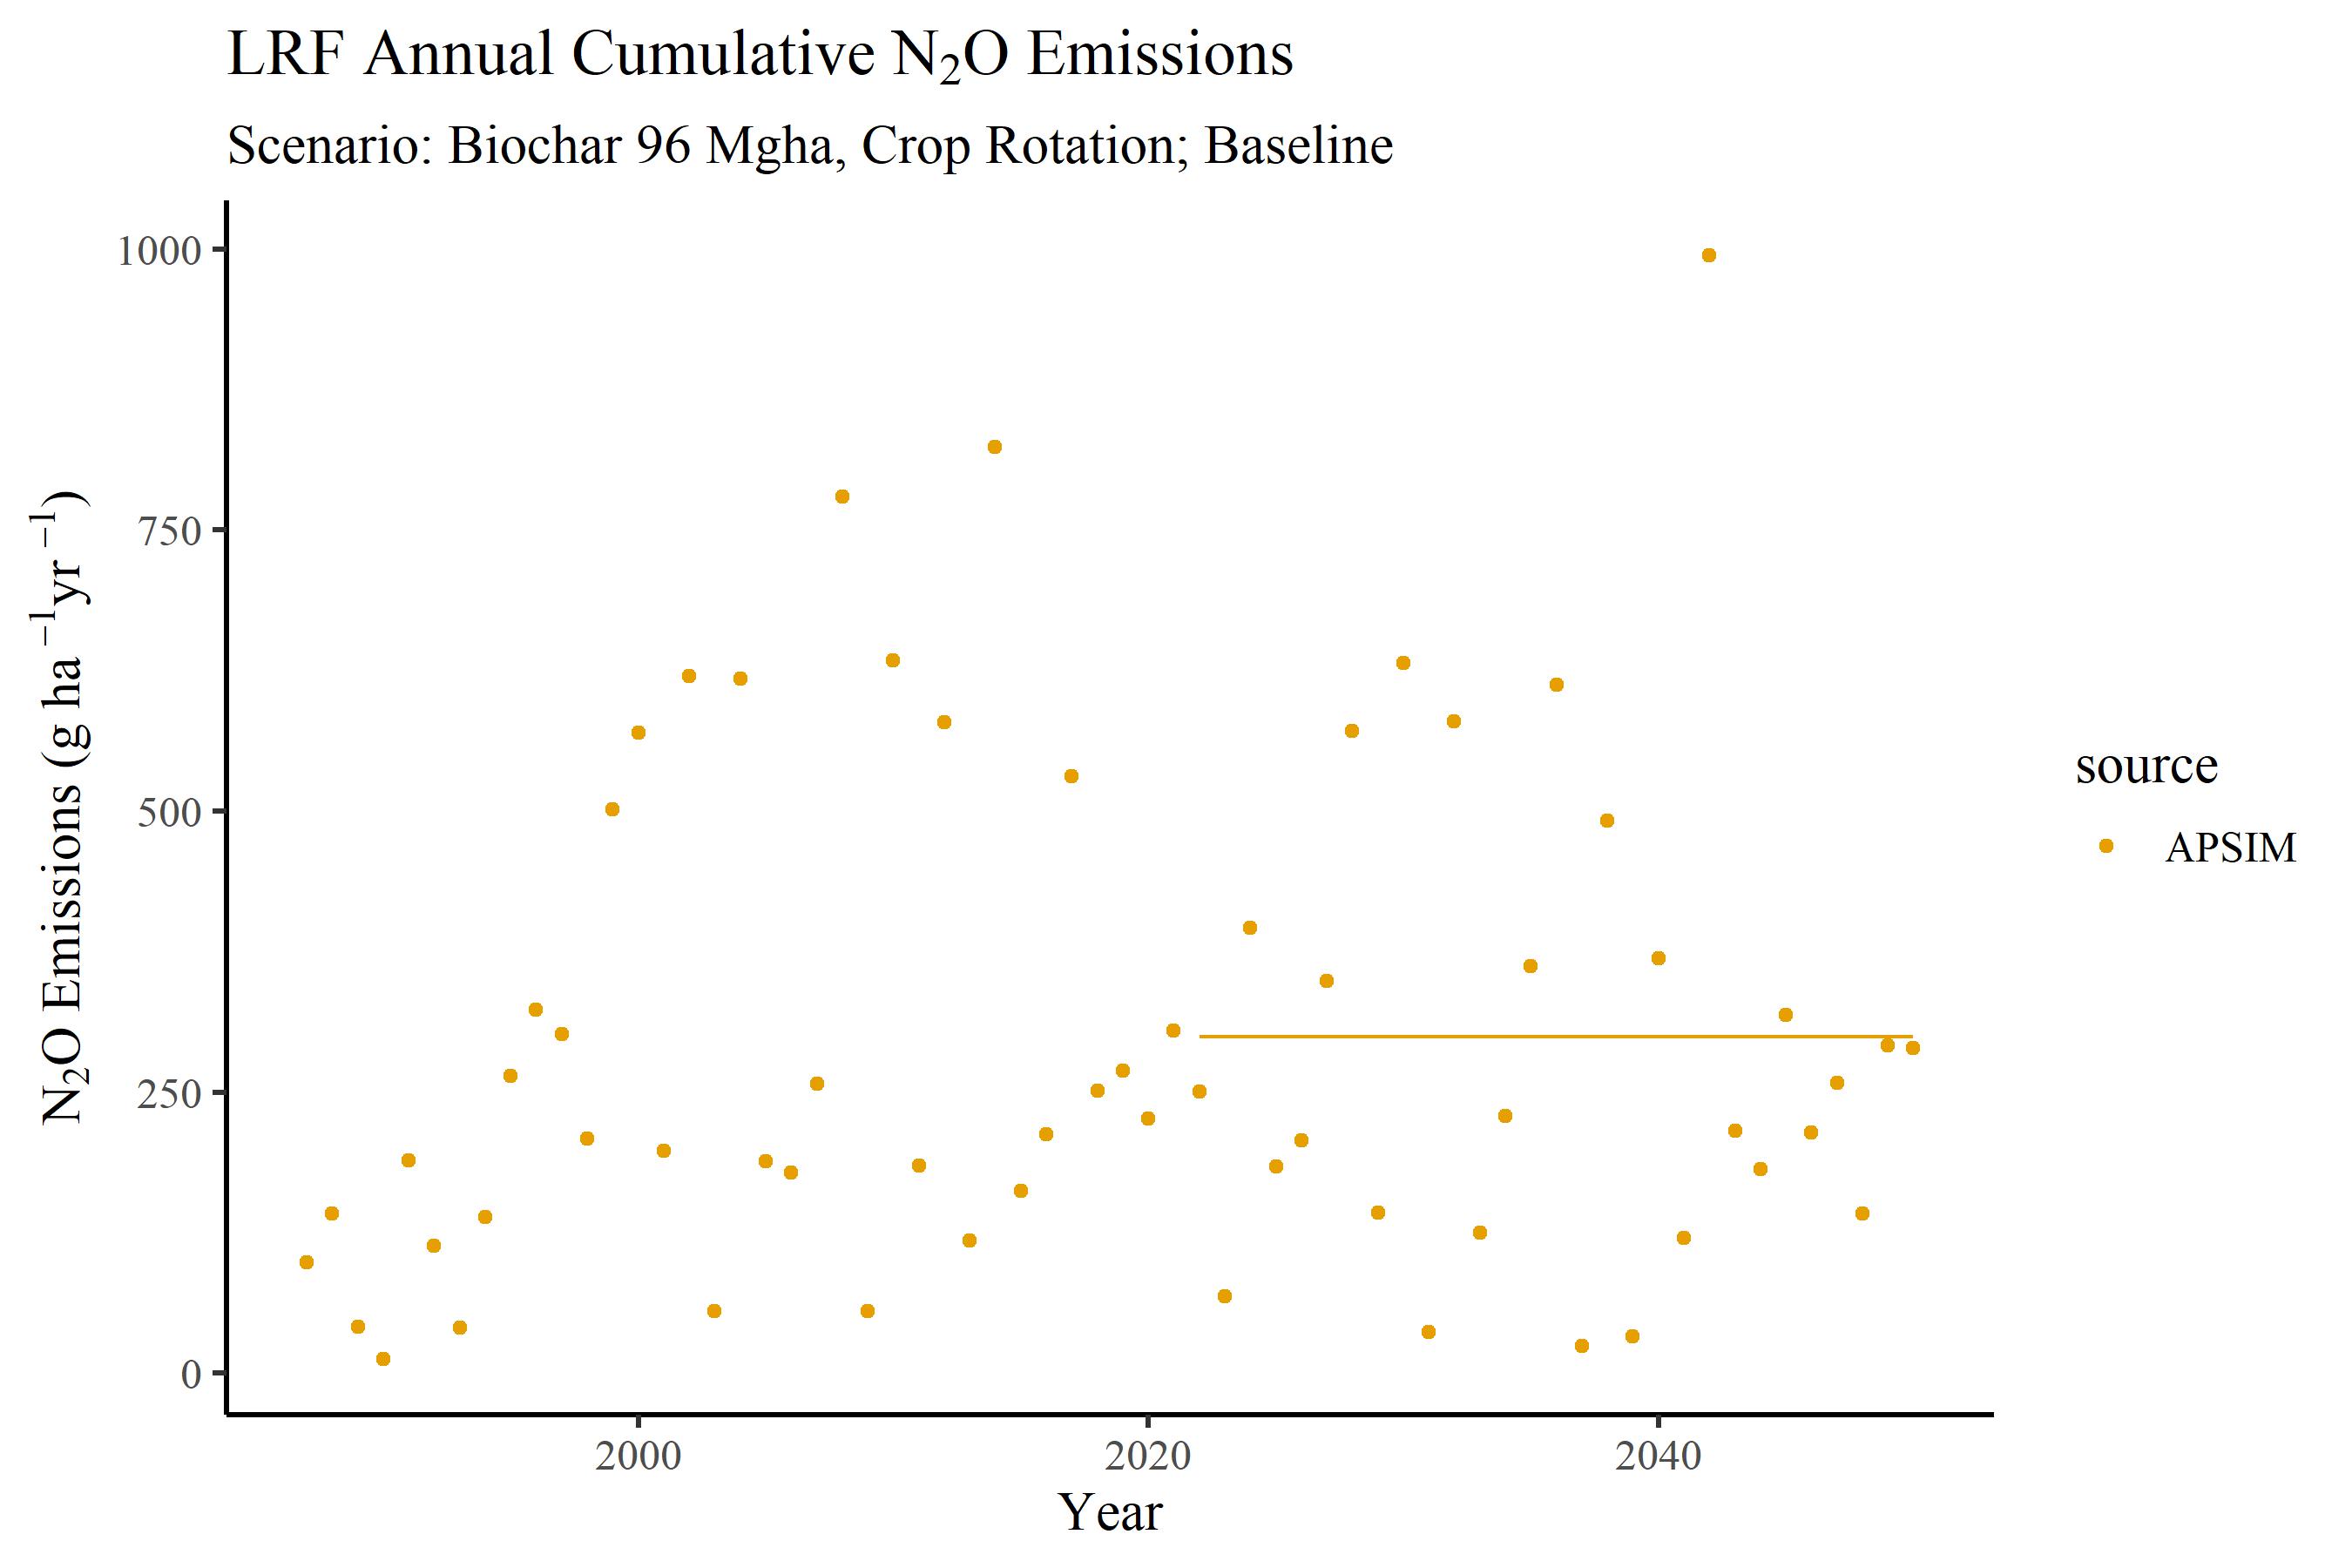 LRF Annual Cumulative N₂O Emissions
Scenario: Biochar 96 Mgha, Crop Rotation; Baseline
N₂O Emissions (g ha⁻¹yr⁻¹)
1000
750
500
250
0
2000 2020 2040
Year
source
APSIM